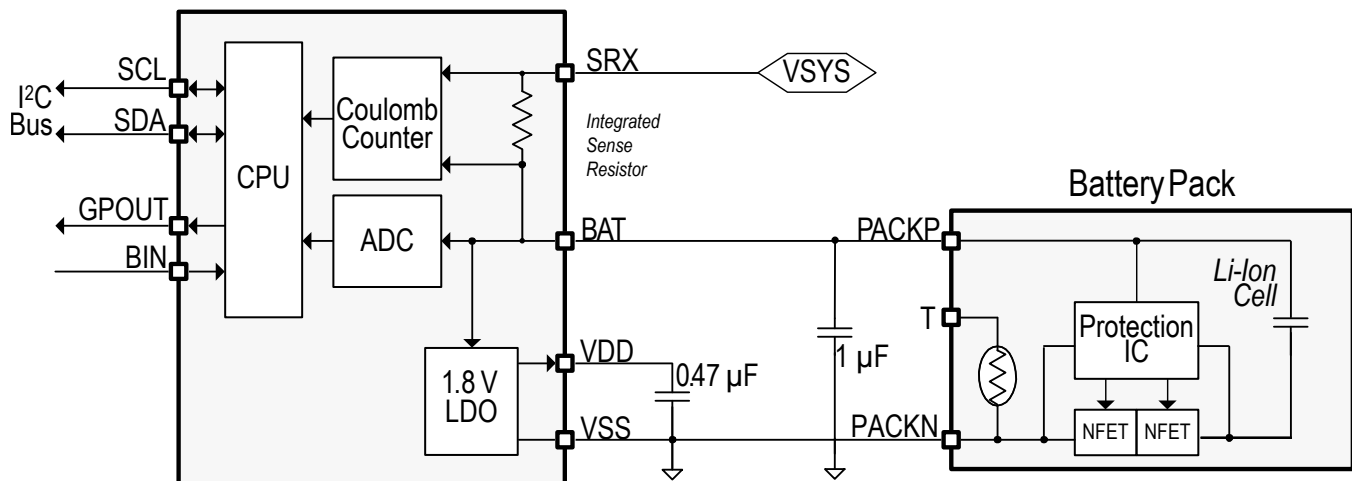 SCL
I²C
Bus
SDA
GPOUT
BIN
CPU
Coulomb
Counter
ADC
1.8 V
LDO
SRX
VSYS
Integrated
Sense
Resistor
BAT
VDD
0.47 µF
VSS
1 µF
Battery Pack
PACKP
T
PACKN
Li-Ion
Cell
Protection
IC
NFET
NFET